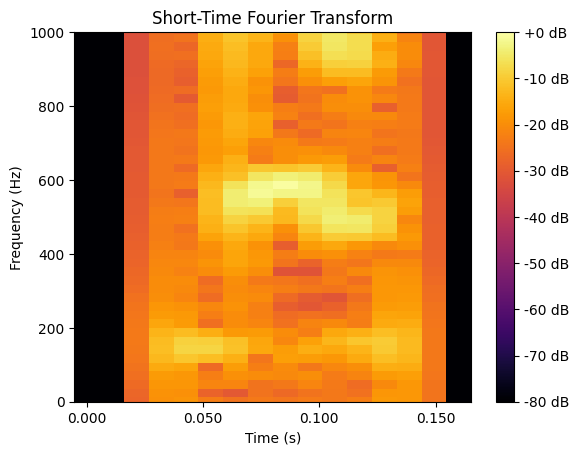 Short-Time Fourier Transform
1000
800
600
400
200
0
Frequency (Hz)
0.000
0.050
0.100
0.150
Time (s)
+0 dB
-10 dB
-20 dB
-30 dB
-40 dB
-50 dB
-60 dB
-70 dB
-80 dB